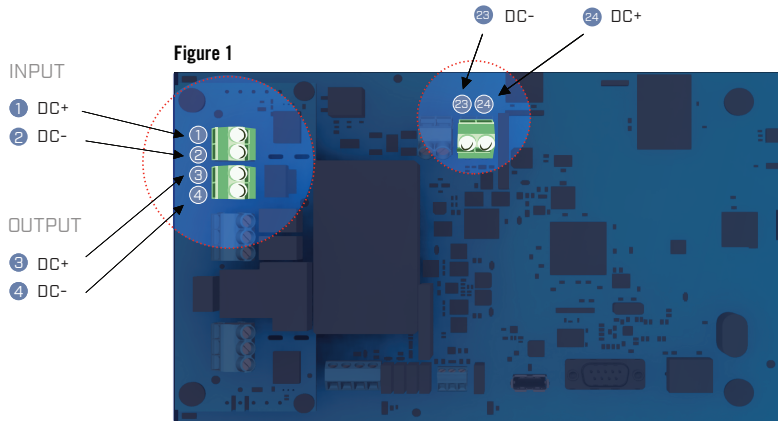 23 DC-
24 DC+
Figure 1
INPUT
1 DC+
2 DC-
23 24
1
2
3
4
OUTPUT
3 DC+
4 DC-